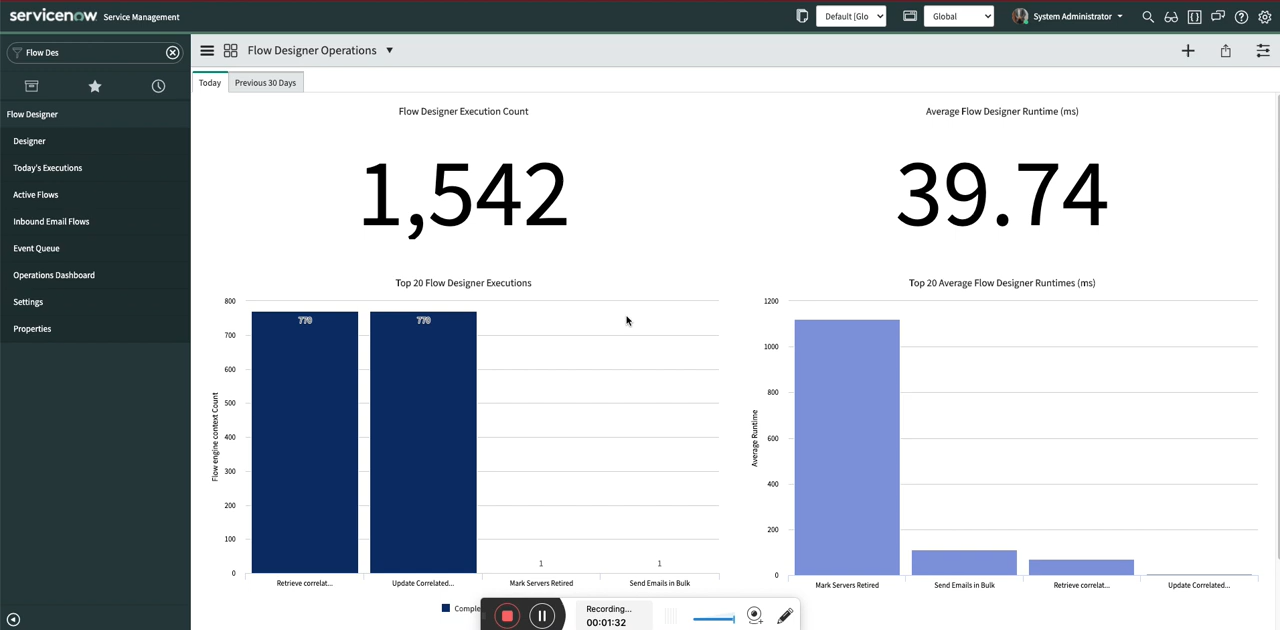 servicenow Service Management
Default [Glo
Global
System Administrator
Flow Des
Flow Designer
Designer
Today's Executions
Active Flows
Inbound Email Flows
Event Queue
Operations Dashboard
Settings
Properties
Flow Designer Operations
Today
Previous 30 Days
Flow Designer Execution Count
1,542
Average Flow Designer Runtime (ms)
39.74
Top 20 Flow Designer Executions
Flow engine context Count
800
700
600
500
400
300
200
100
0
770
770
1
1
Retrieve correlat...
Update Correlated...
Mark Servers Retired
Send Emails in Bulk
Comple
Top 20 Average Flow Designer Runtimes (ms)
Average Runtime
1200
1000
800
600
400
200
0
Mark Servers Retired
Send Emails in Bulk
Retrieve correlat...
Update Correlated...
Recording...
00:01:32